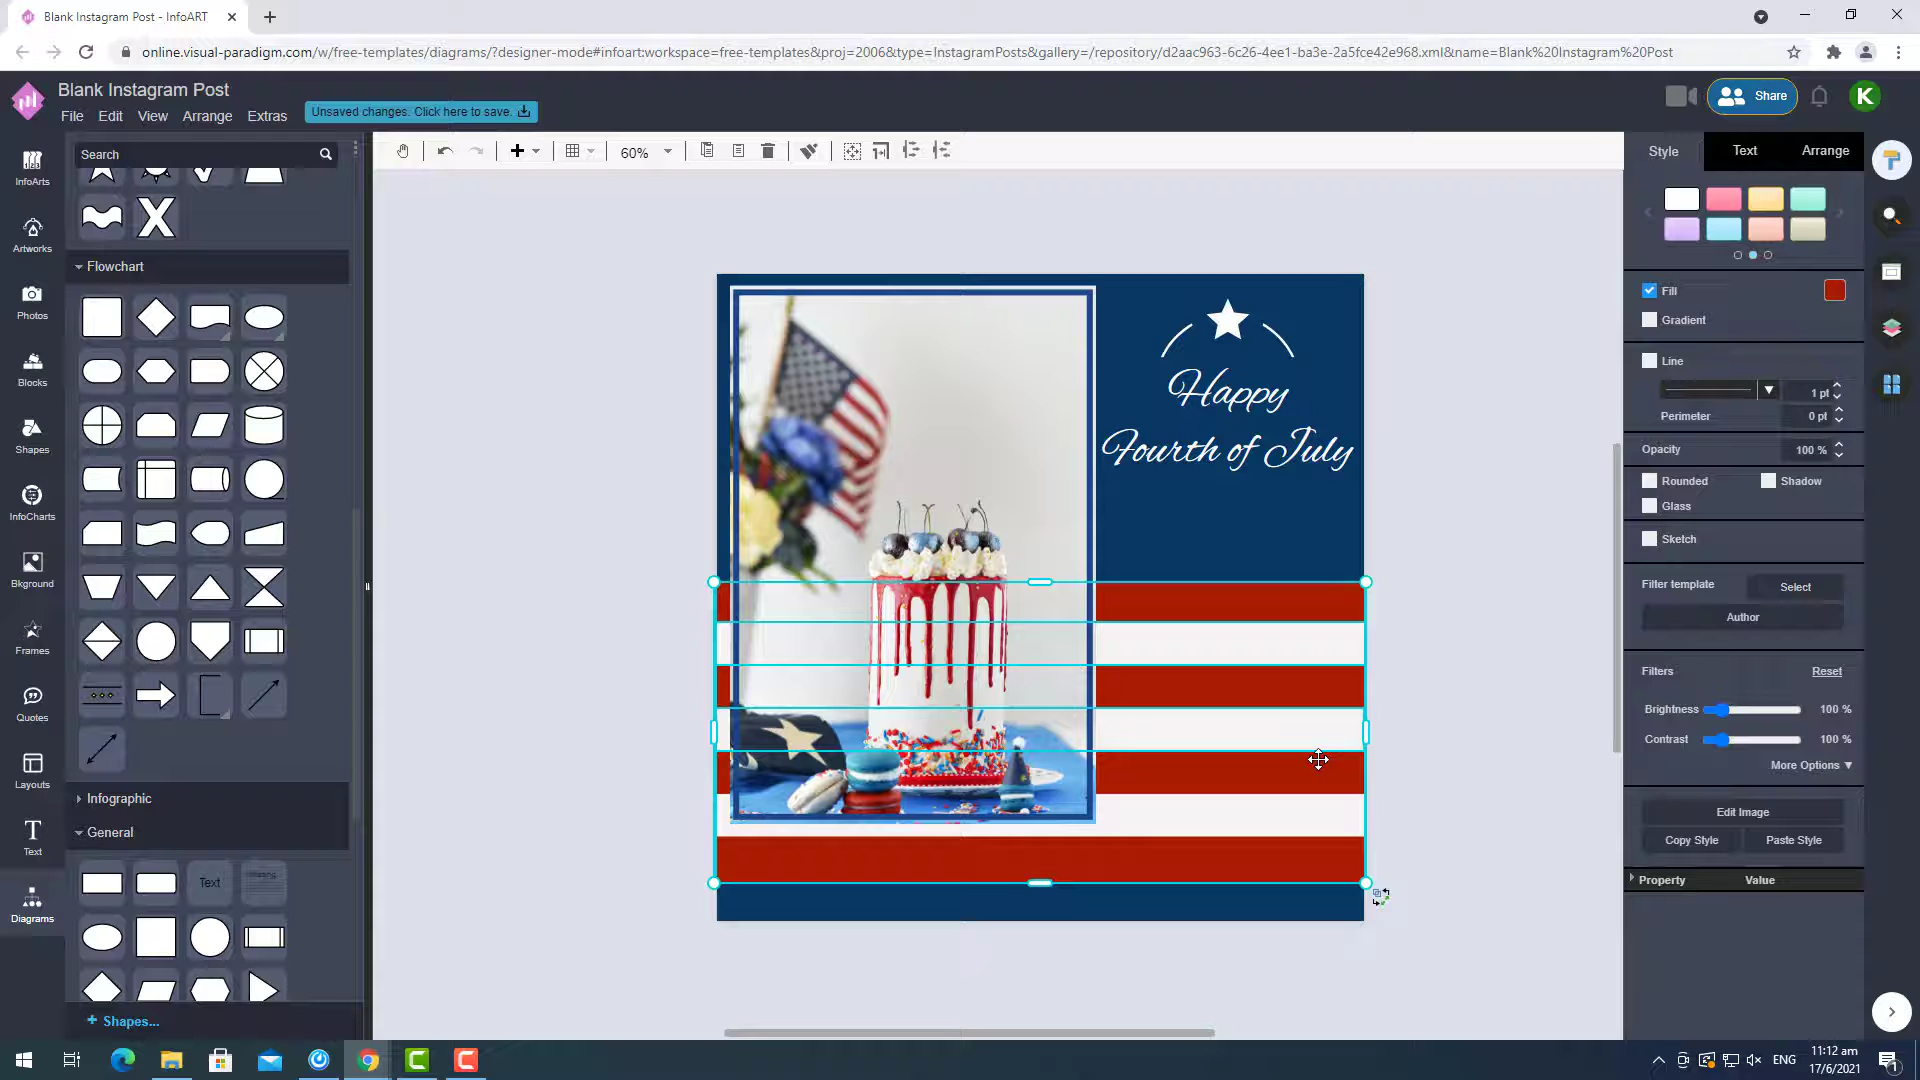 Blank Instagram Post - InfoART
online.visual-paradigm.com/w/free-templates/diagrams/?designer-mode#infoart:workspace=free-templates&proj=2006&type=InstagramPosts&gallery=/repository/d2aac963-6c26-4ee1-ba3e-2a5fce42e968.xml&name=Blank%20Instagram%20Post
Blank Instagram Post
File Edit View Arrange Extras
Unsaved changes. Click here to save.
Share
K
InfoArts
Artworks
Photos
Blocks
Shapes
InfoCharts
Bkground
Frames
Quotes
Layouts
Text
Diagrams
Search
Flowchart
Infographic
General
Text
+ Shapes...
60%
Happy
Fourth of July
Style Text Arrange
Fill
Gradient
Line
1 pt
Perimeter 0 pt
Opacity 100 %
Rounded Shadow
Glass
Sketch
Filter template Select
Author
Filters Reset
Brightness 100 %
Contrast 100 %
More Options
Edit Image
Copy Style Paste Style
Property Value
ENG
11:12 am
17/6/2021
1